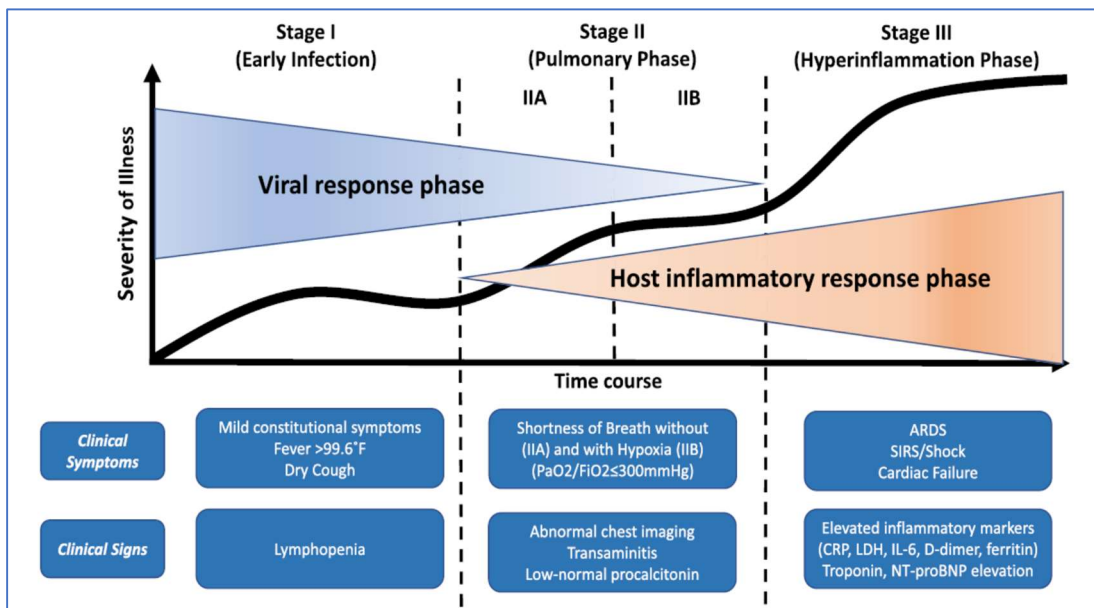 Stage I
(Early Infection)
Stage II
(Pulmonary Phase)
Stage III
(Hyperinflammation Phase)
IIA
IIB
Severity of Illness
Viral response phase
Host inflammatory response phase
Time course
Clinical
Symptoms
Mild constitutional symptoms
Fever >99.6°F
Dry Cough
Shortness of Breath without
(IIA) and with Hypoxia (IIB)
(PaO2/FiO2≤300mmHg)
ARDS
SIRS/Shock
Cardiac Failure
Clinical Signs
Lymphopenia
Abnormal chest imaging
Transaminitis
Low-normal procalcitonin
Elevated inflammatory markers
(CRP, LDH, IL-6, D-dimer, ferritin)
Troponin, NT-proBNP elevation